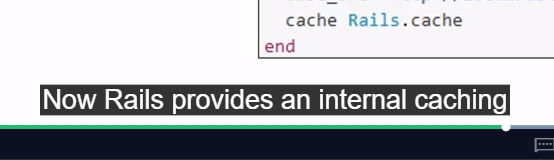 cache Rails.cache
end
Now Rails provides an internal caching